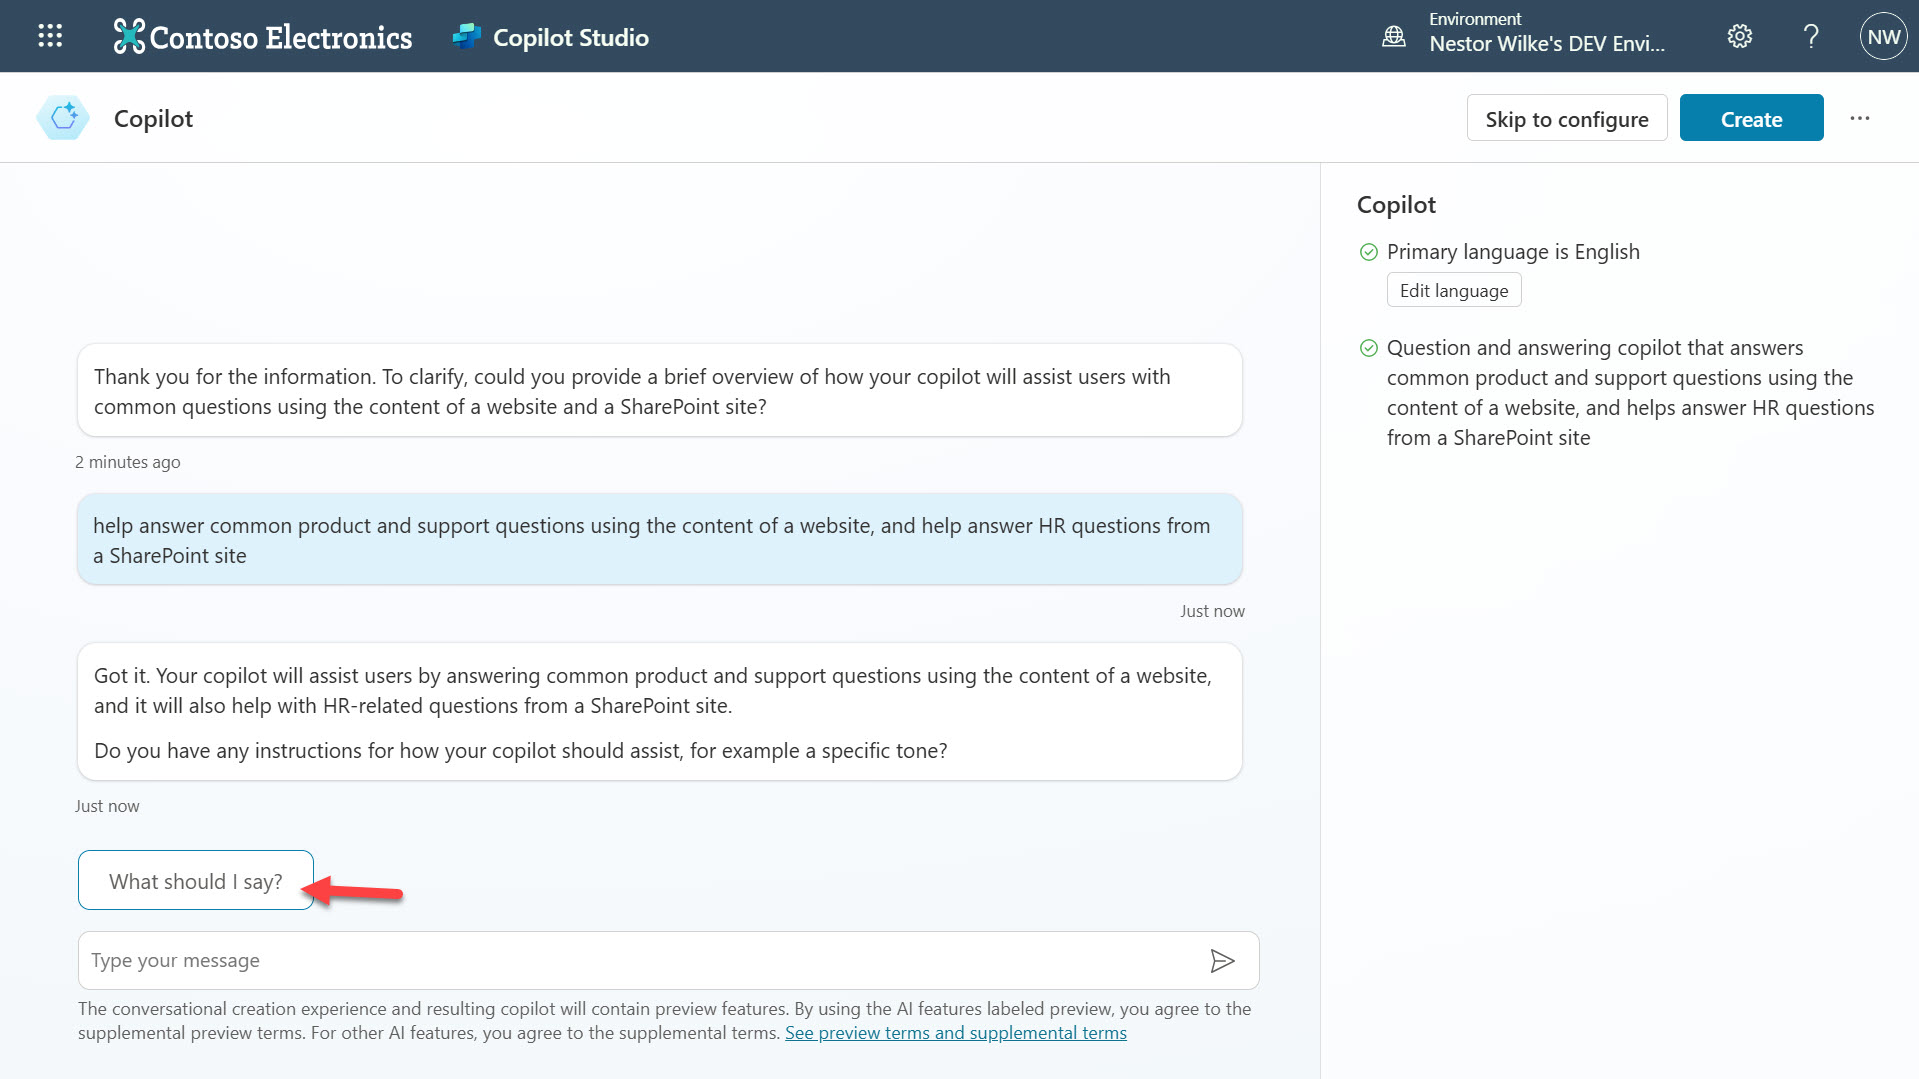 Contoso Electronics
Copilot Studio
Environment
Nestor Wilke's DEV Envi...
NW
Copilot
Skip to configure
Create
Thank you for the information. To clarify, could you provide a brief overview of how your copilot will assist users with
common questions using the content of a website and a SharePoint site?
2 minutes ago
help answer common product and support questions using the content of a website, and help answer HR questions from
a SharePoint site
Just now
Got it. Your copilot will assist users by answering common product and support questions using the content of a website,
and it will also help with HR-related questions from a SharePoint site.
Do you have any instructions for how your copilot should assist, for example a specific tone?
Just now
What should I say?
Type your message
The conversational creation experience and resulting copilot will contain preview features. By using the AI features labeled preview, you agree to the
supplemental preview terms. For other AI features, you agree to the supplemental terms. See preview terms and supplemental terms
Copilot
Primary language is English
Edit language
Question and answering copilot that answers
common product and support questions using the
content of a website, and helps answer HR questions
from a SharePoint site